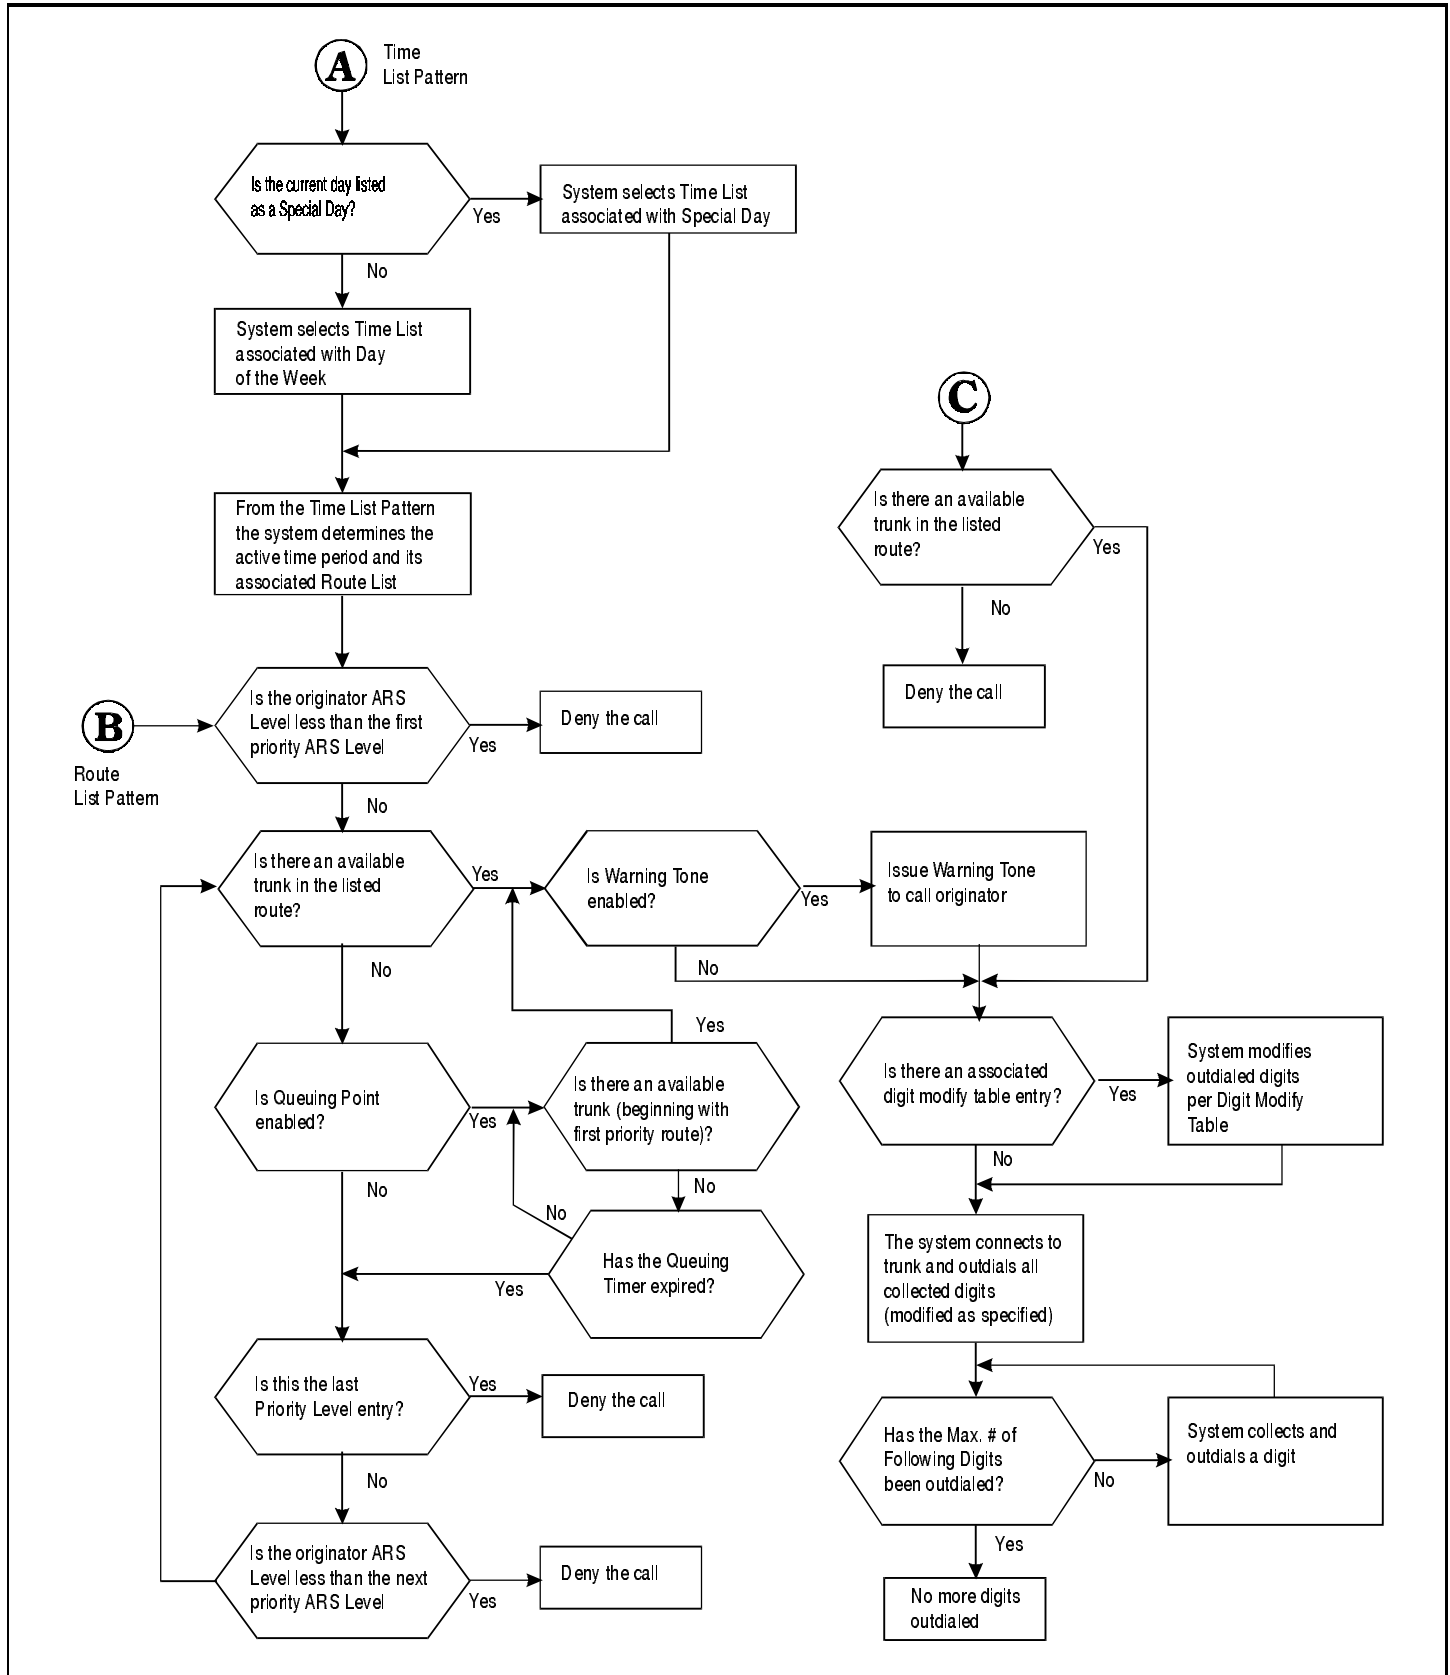 A
Time
List Pattern
Is the current day listed
as a Special Day?
Yes
System selects Time List
associated with Special Day
No
System selects Time List
associated with Day
of the Week
From the Time List Pattern
the system determines the
active time period and its
associated Route List
B
Route
List Pattern
Is the originator ARS
Level less than the first
priority ARS Level
Yes
Deny the call
No
Is there an available
trunk in the listed
route?
Yes
Is Warning Tone
enabled?
Yes
Issue Warning Tone
to call originator
No
No
Is Queuing Point
enabled?
Yes
Is there an available
trunk (beginning with
first priority route)?
Yes
No
No
Has the Queuing
Timer expired?
No
Yes
Is this the last
Priority Level entry?
Yes
Deny the call
No
Is the originator ARS
Level less than the next
priority ARS Level
Yes
Deny the call
C
Is there an available
trunk in the listed
route?
Yes
No
Deny the call
Is there an associated
digit modify table entry?
Yes
System modifies
outdialed digits
per Digit Modify
Table
No
The system connects to
trunk and outdials all
collected digits
(modified as specified)
Has the Max. # of
Following Digits
been outdialed?
No
System collects and
outdials a digit
Yes
No more digits
outdialed